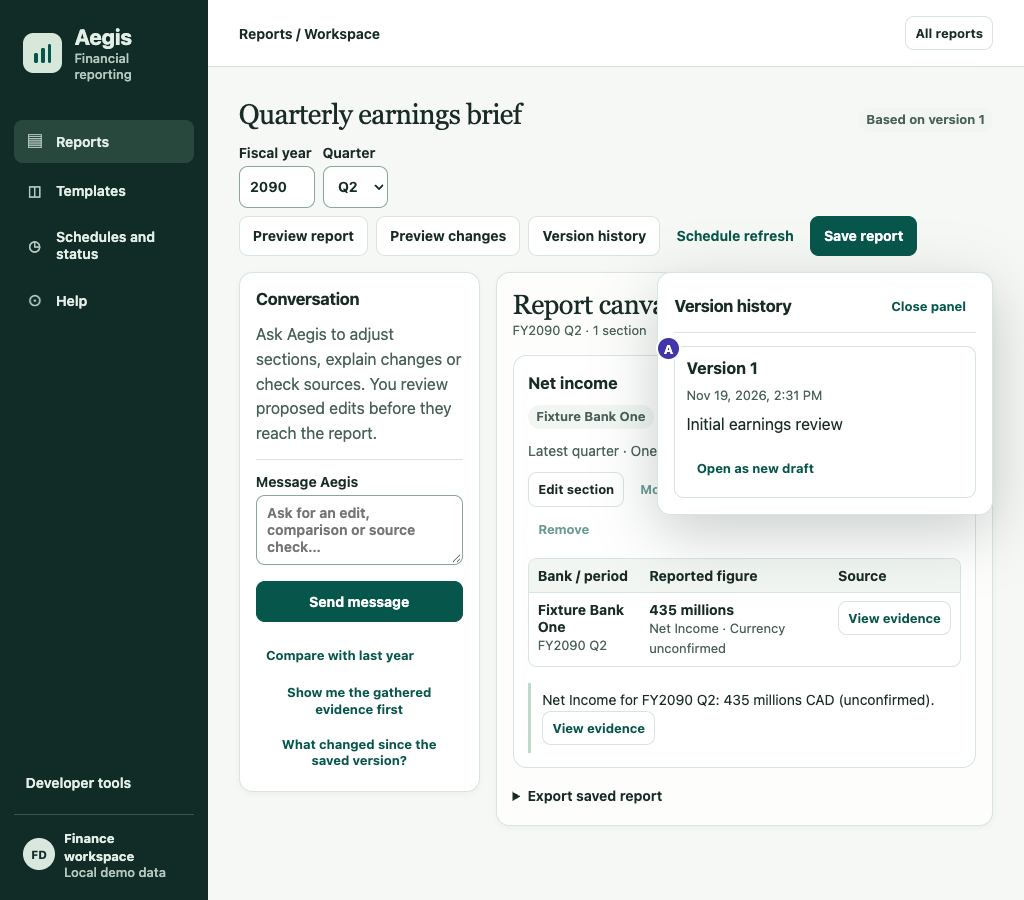 Aegis
Financial
reporting
Reports
Templates
Schedules and
status
Help
Developer tools
FD
Finance
workspace
Local demo data
Reports / Workspace
All reports
Quarterly earnings brief
Based on version 1
Fiscal year
Quarter
2090
Q2
Preview report
Preview changes
Version history
Schedule refresh
Save report
Conversation
Ask Aegis to adjust
sections, explain changes or
check sources. You review
proposed edits before they
reach the report.
Message Aegis
Ask for an edit,
comparison or source
check...
Send message
Compare with last year
Show me the gathered
evidence first
What changed since the
saved version?
Report canva
FY2090 Q2 · 1 section
Net income
Fixture Bank One
Latest quarter · One
Edit section
Mo
Remove
Version history
Close panel
A
Version 1
Nov 19, 2026, 2:31 PM
Initial earnings review
Open as new draft
Bank / period
Reported figure
Source
Fixture Bank
One
FY2090 Q2
435 millions
Net Income · Currency
unconfirmed
View evidence
Net Income for FY2090 Q2: 435 millions CAD (unconfirmed).
View evidence
Export saved report